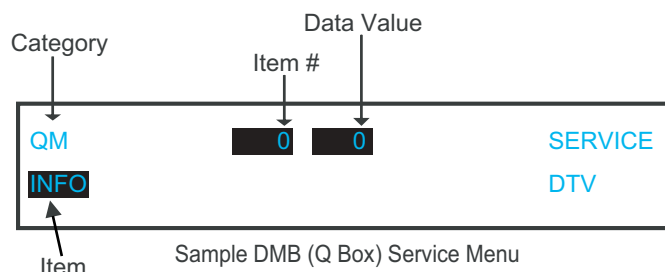 Data Value
Category
Item #
QM 0 0 SERVICE
INFO DTV
Item
Sample DMB (Q Box) Service Menu